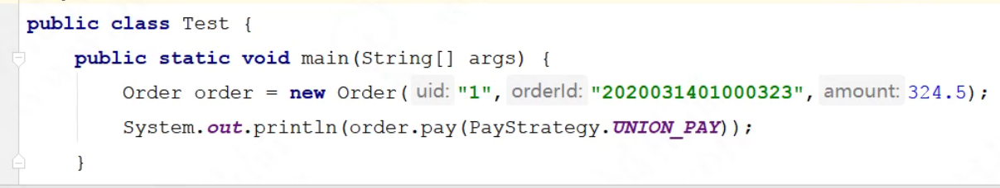 public class Test {
public static void main(String[] args) {
Order order = new Order( uid: "1", orderId: "2020031401000323", amount: 324.5);
System.out.println(order.pay(PayStrategy.UNION_PAY));
}